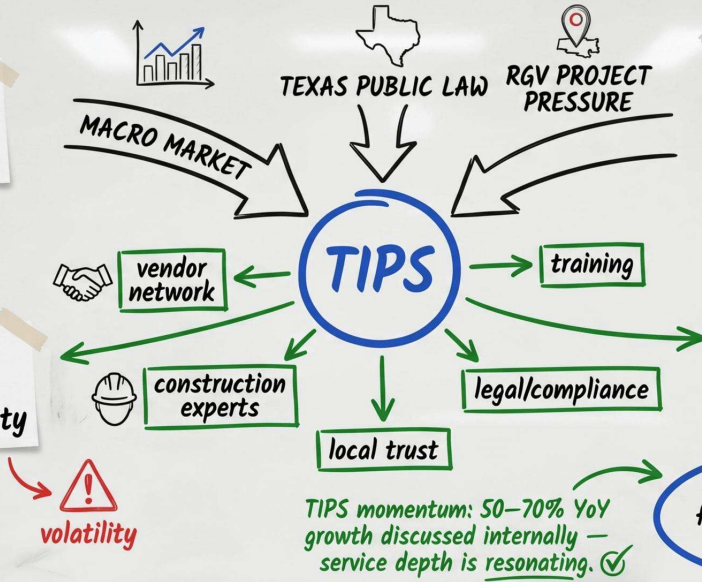 TEXAS PUBLIC LAW
RGV PROJECT
PRESSURE
MACRO MARKET
TIPS
vendor
network
training
construction
experts
legal/compliance
local trust
ty
volatility
TIPS momentum: 50–70% YoY
growth discussed internally —
service depth is resonating.